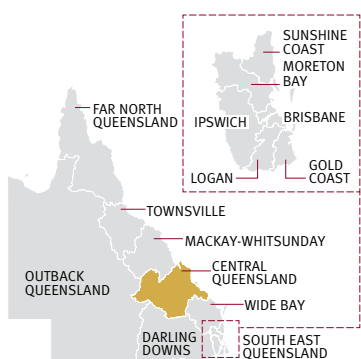 SUNSHINE
COAST
MORETON
BAY
IPSWICH
BRISBANE
LOGAN
GOLD
COAST
FAR NORTH
QUEENSLAND
TOWNSVILLE
MACKAY-WHITSUNDAY
CENTRAL
QUEENSLAND
OUTBACK
QUEENSLAND
WIDE BAY
DARLING
DOWNS
SOUTH EAST
QUEENSLAND